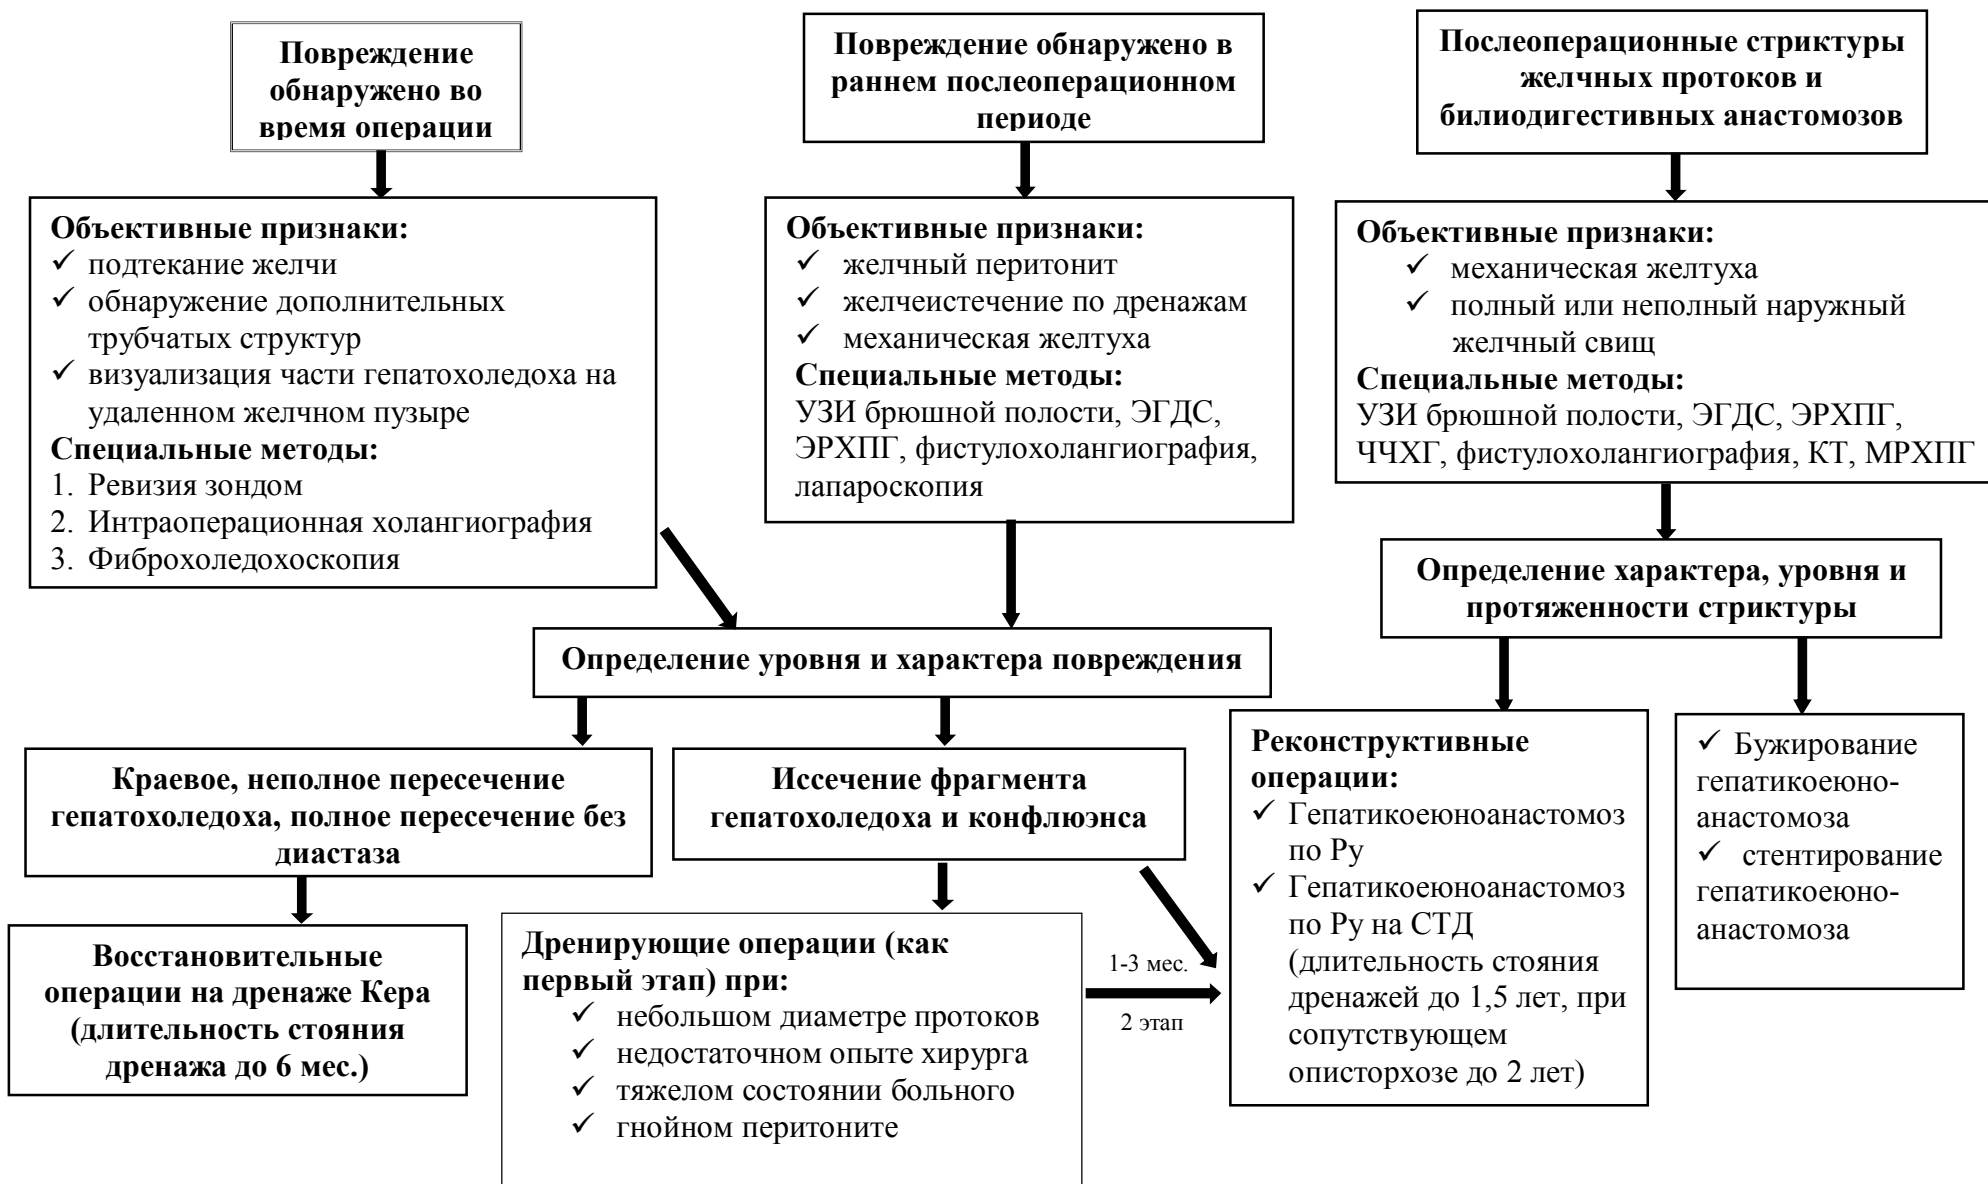 Повреждение
обнаружено во
время операции
Повреждение обнаружено в
раннем послеоперационном
периоде
Послеоперационные стриктуры
желчных протоков и
билиодигестивных анастомозов
Объективные признаки:
✓ подтекание желчи
✓ обнаружение дополнительных
трубчатых структур
✓ визуализация части гепатохоледоха на
удаленном желчном пузыре
Специальные методы:
1. Ревизия зондом
2. Интраоперационная холангиография
3. Фиброхоледохоскопия
Объективные признаки:
✓ желчный перитонит
✓ желчеистечение по дренажам
✓ механическая желтуха
Специальные методы:
УЗИ брюшной полости, ЭГДС,
ЭРХПГ, фистулохолангиография,
лапароскопия
Объективные признаки:
✓ механическая желтуха
✓ полный или неполный наружный
желчный свищ
Специальные методы:
УЗИ брюшной полости, ЭГДС, ЭРХПГ,
ЧЧХГ, фистулохолангиография, КТ, МРХПГ
Определение характера, уровня и
протяженности стриктуры
Определение уровня и характера повреждения
Краевое, неполное пересечение
гепатохоледоха, полное пересечение без
диастаза
Иссечение фрагмента
гепатохоледоха и конфлюэнса
Реконструктивные
операции:
✓ Гепатикоеюноанастомоз
по Ру
✓ Гепатикоеюноанастомоз
по Ру на СТД
(длительность стояния
дренажей до 1,5 лет, при
сопутствующем
описторхозе до 2 лет)
✓ Бужирование
гепатикоеюно-
анастомоза
✓ стентирование
гепатикоеюно-
анастомоза
Восстановительные
операции на дренаже Кера
(длительность стояния
дренажа до 6 мес.)
Дренирующие операции (как
первый этап) при:
✓ небольшом диаметре протоков
✓ недостаточном опыте хирурга
✓ тяжелом состоянии больного
✓ гнойном перитоните
1-3 мес.
2 этап